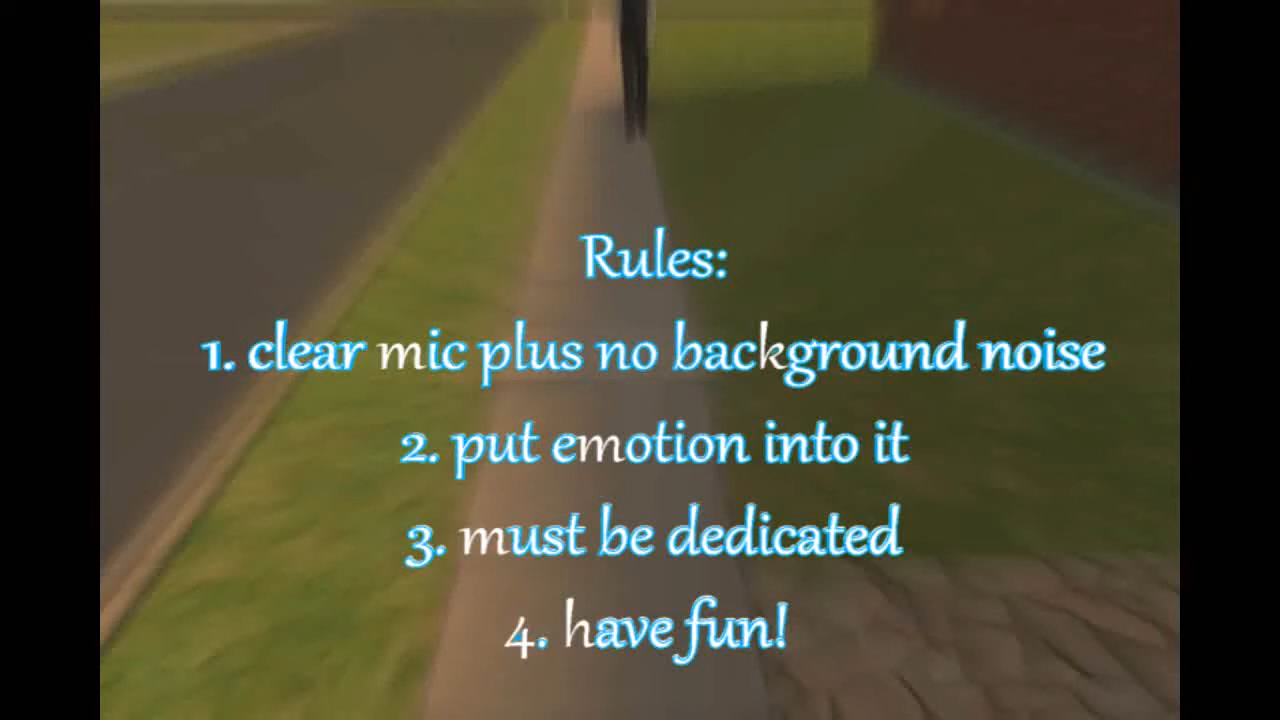 Rules:
1. clear mic plus no background noise
2. put emotion into it
3. must be dedicated
4. have fun!